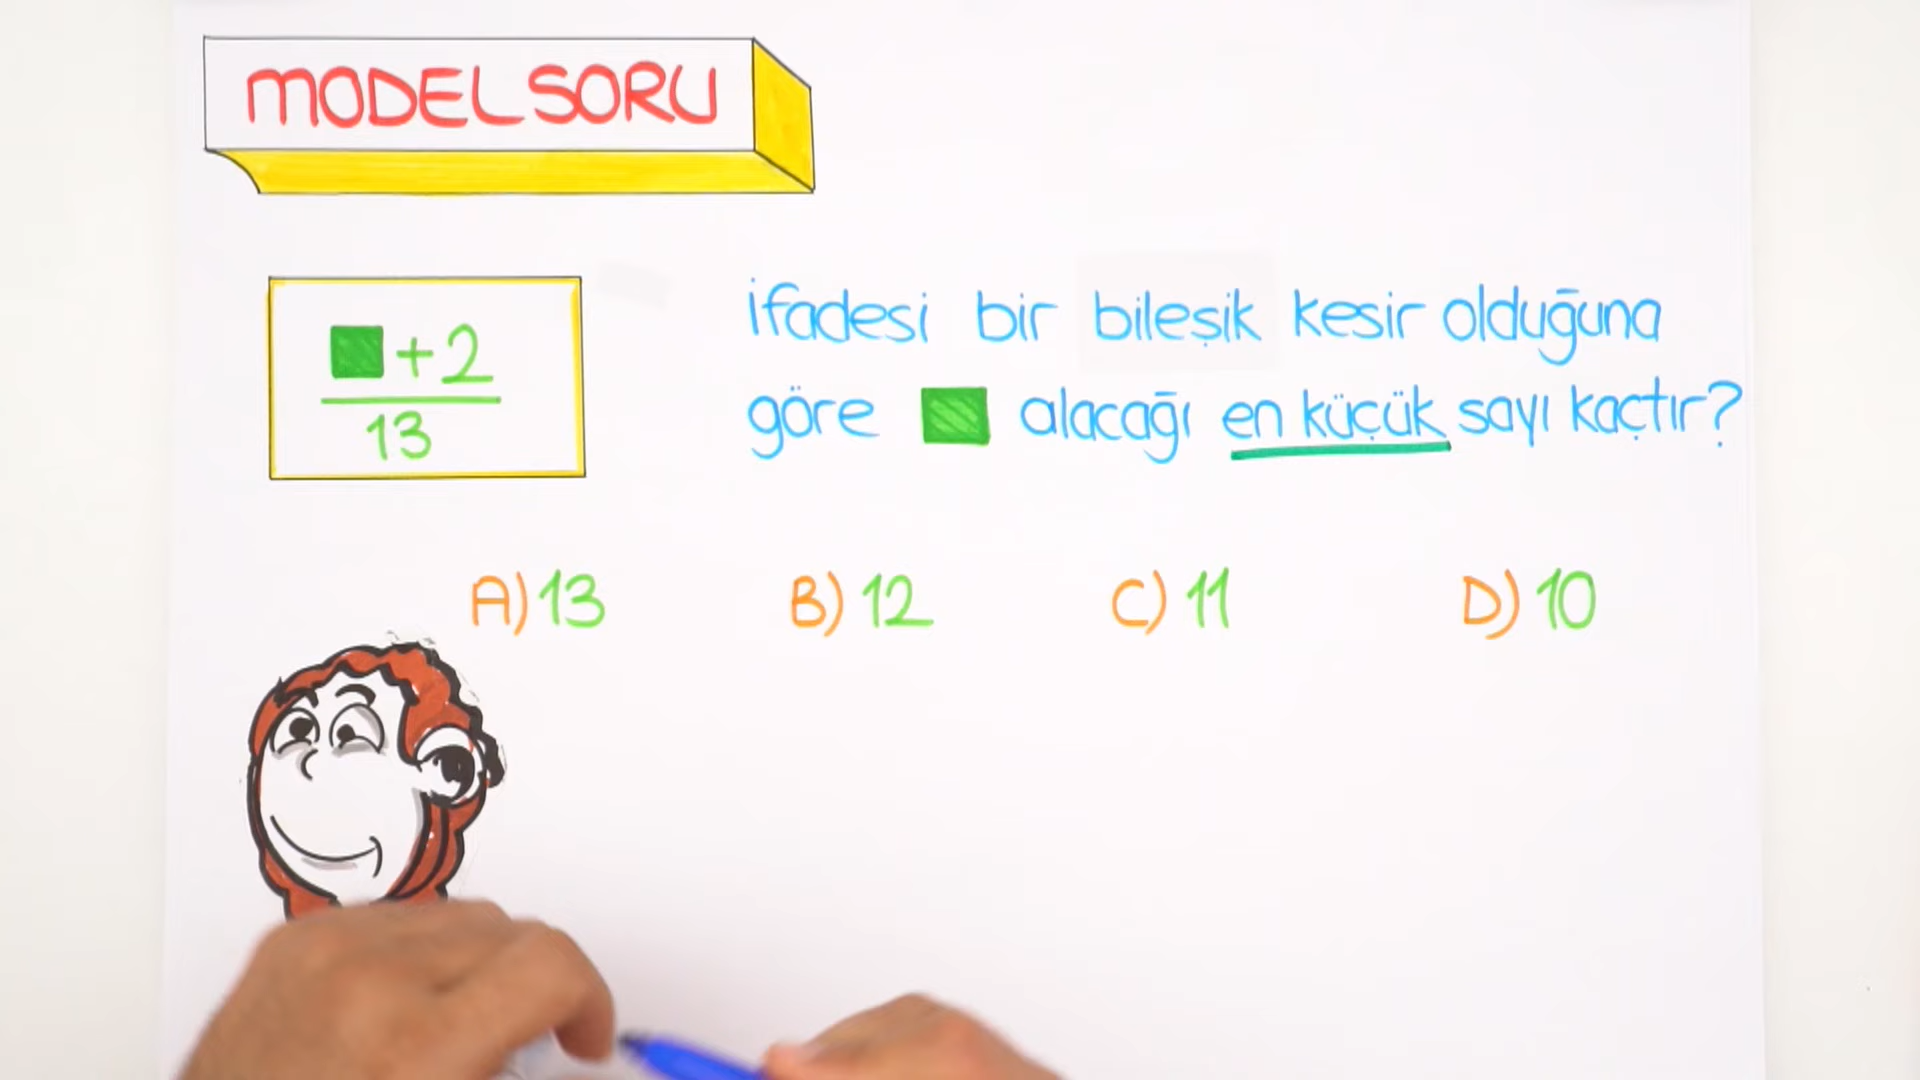 MODEL SORU
■+2
13
ifadesi bir bileşik kesir olduğuna
göre ■ alacağı en küçük sayı kaçtır?
A) 13 B) 12 C) 11 D) 10